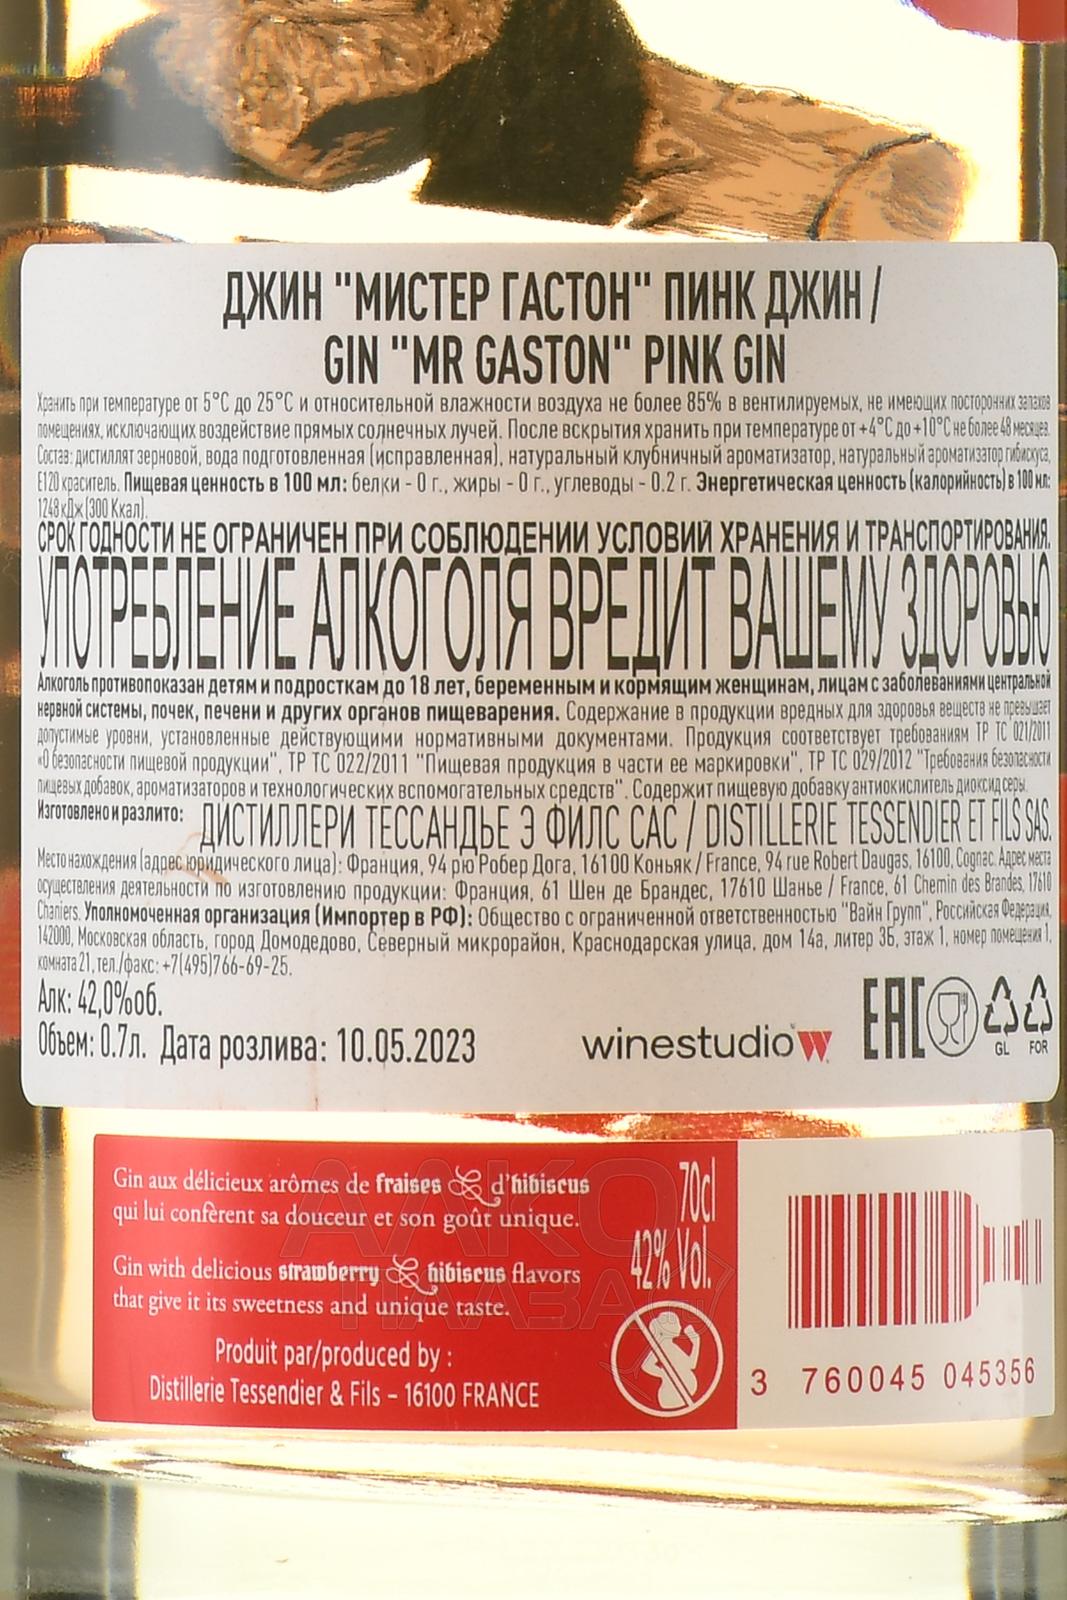 ДЖИН "МИСТЕР ГАСТОН" ПИНК ДЖИН /
GIN "MR GASTON" PINK GIN
Хранить при температуре от 5°C до 25°C и относительной влажности воздуха не более 85% в вентилируемых, не имеющих посторонних запахов
помещениях, исключающих воздействие прямых солнечных лучей. После вскрытия хранить при температуре от +4°C до +10°C не более 48 месяцев.
Состав: дистиллят зерновой, вода подготовленная (исправленная), натуральный клубничный ароматизатор, натуральный ароматизатор гибискуса,
E120 краситель. Пищевая ценность в 100 мл: белки - 0 г., жиры - 0 г., углеводы - 0.2 г. Энергетическая ценность (калорийность) в 100 мл:
1248 кДж (300 Ккал).
СРОК ГОДНОСТИ НЕ ОГРАНИЧЕН ПРИ СОБЛЮДЕНИИ УСЛОВИЙ ХРАНЕНИЯ И ТРАНСПОРТИРОВАНИЯ.
УПОТРЕБЛЕНИЕ АЛКОГОЛЯ ВРЕДИТ ВАШЕМУ ЗДОРОВЬЮ
Алкоголь противопоказан детям и подросткам до 18 лет, беременным и кормящим женщинам, лицам с заболеваниями центральной
нервной системы, почек, печени и других органов пищеварения. Содержание в продукции вредных для здоровья веществ не превышает
допустимые уровни, установленные действующими нормативными документами. Продукция соответствует требованиям ТР ТС 021/2011
«О безопасности пищевой продукции", ТР ТС 022/2011 "Пищевая продукция в части ее маркировки", ТР ТС 029/2012 "Требования безопасности
пищевых добавок, ароматизаторов и технологических вспомогательных средств". Содержит пищевую добавку антиокислитель диоксид серы.
Изготовлено и разлито: ДИСТИЛЛЕРИ ТЕССАНДЬЕ Э ФИЛС САС / DISTILLERIE TESSENDIER ET FILS SAS.
Место нахождения (адрес юридического лица): Франция, 94 рю Робер Дога, 16100 Коньяк / France, 94 rue Robert Daugas, 16100, Cognac. Адрес места
осуществления деятельности по изготовлению продукции: Франция, 61 Шен де Брандес, 17610 Шанье / France, 61 Chemin des Brandes, 17610
Chaniers. Уполномоченная организация (Импортер в РФ): Общество с ограниченной ответственностью "Вайн Групп", Российская Федерация,
142000, Московская область, город Домодедово, Северный микрорайон, Краснодарская улица, дом 14а, литер 3Б, этаж 1, номер помещения 1,
комната 21, тел./факс: +7(495)766-69-25.
Алк: 42,0%об.
Объем: 0.7л. Дата розлива: 10.05.2023
winestudio
EAC
GL FOR
Gin aux délicieux arômes de fraises & d'hibiscus
qui lui confèrent sa douceur et son goût unique.
Gin with delicious strawberry & hibiscus flavors
that give it its sweetness and unique taste.
Produit par/produced by :
Distillerie Tessendier & Fils – 16100 FRANCE
70cl
42% Vol.
3 760045 045356
АЛКО
ПЛАЗА